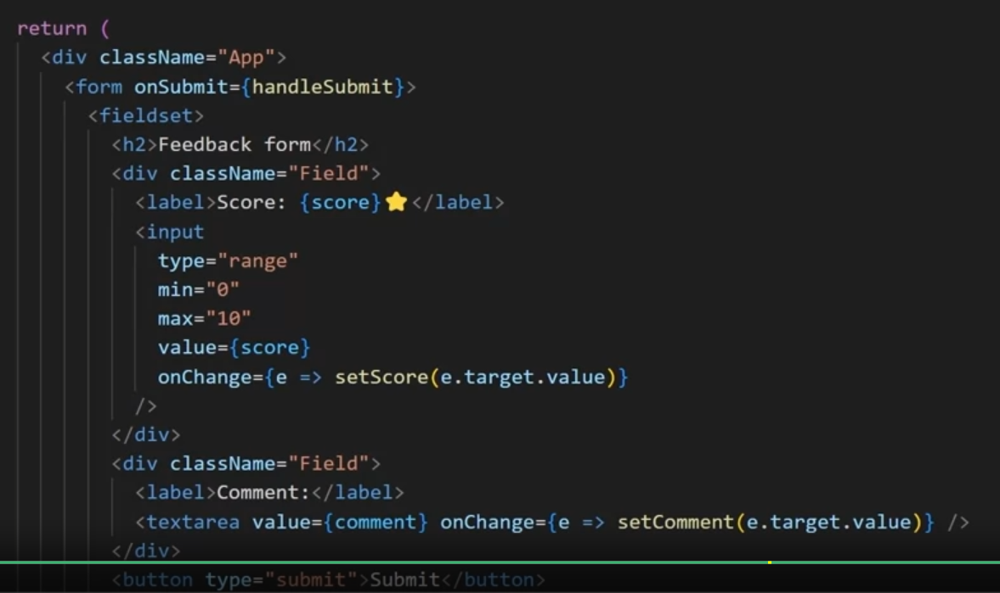 return (
<div className="App">
<form onSubmit={handleSubmit}>
<fieldset>
<h2>Feedback form</h2>
<div className="Field">
<label>Score: {score}⭐</label>
<input
type="range"
min="0"
max="10"
value={score}
onChange={e => setScore(e.target.value)}
/>
</div>
<div className="Field">
<label>Comment:</label>
<textarea value={comment} onChange={e => setComment(e.target.value)} />
</div>
<button type="submit">Submit</button>